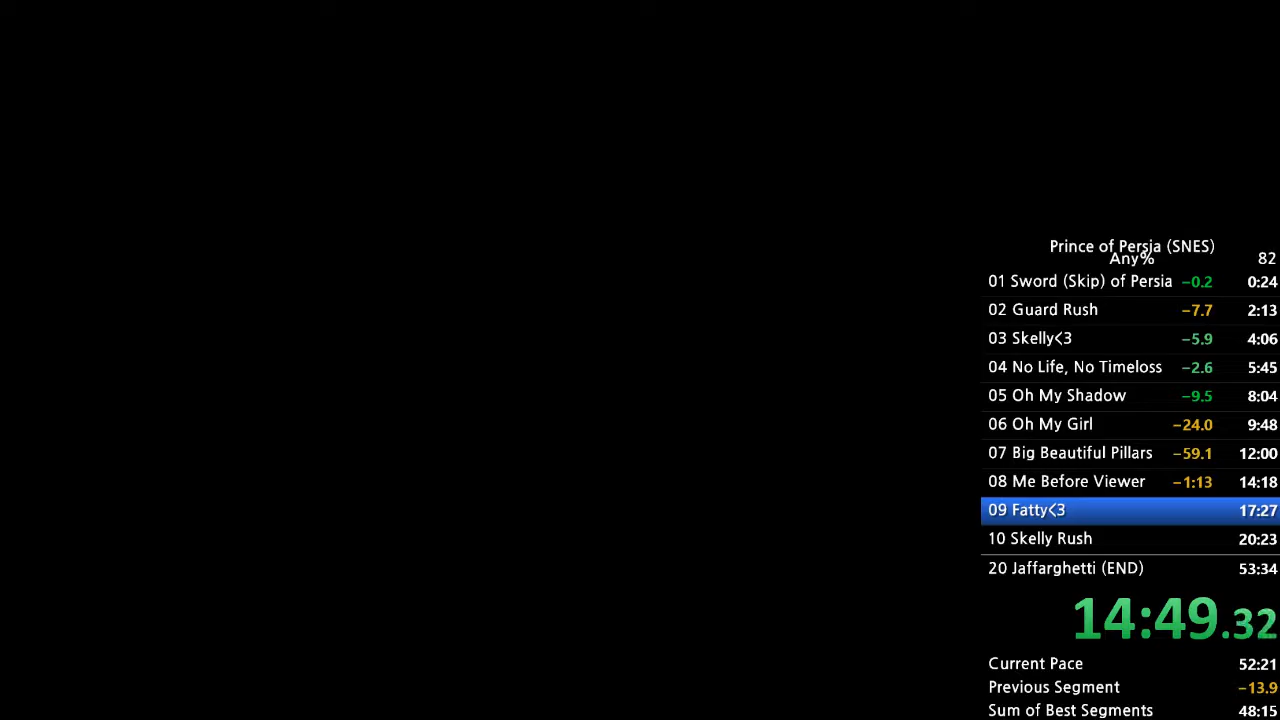 Prince of Persia (SNES)
Any% 82
01 Sword (Skip) of Persia -0.2 0:24
02 Guard Rush -7.7 2:13
03 Skelly<3 -5.9 4:06
04 No Life, No Timeloss -2.6 5:45
05 Oh My Shadow -9.5 8:04
06 Oh My Girl -24.0 9:48
07 Big Beautiful Pillars -59.1 12:00
08 Me Before Viewer -1:13 14:18
09 Fatty<3 17:27
10 Skelly Rush 20:23
20 Jaffarghetti (END) 53:34
14:49.32
Current Pace 52:21
Previous Segment -13.9
Sum of Best Segments 48:15